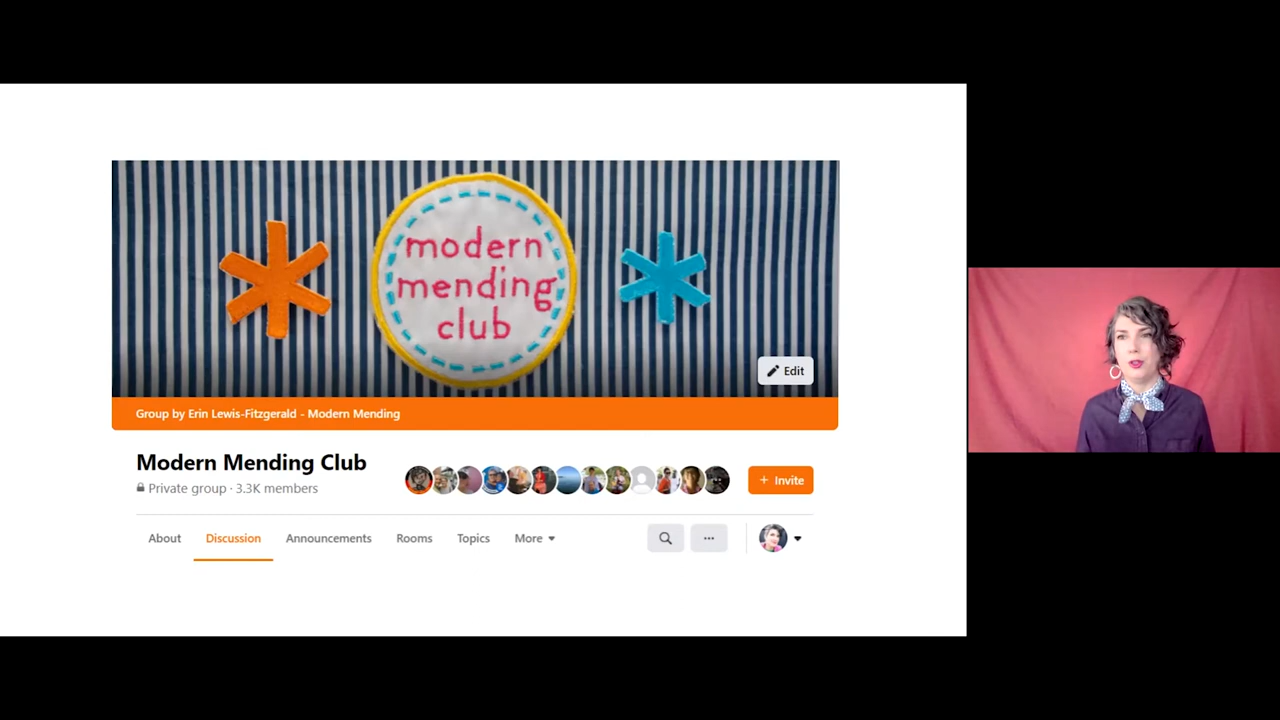 modern
mending
club
Edit
Group by Erin Lewis-Fitzgerald - Modern Mending
Modern Mending Club
Private group · 3.3K members
+ Invite
About Discussion Announcements Rooms Topics More